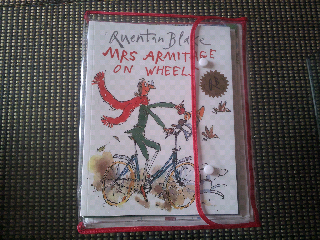 Quentin Blake
MRS ARMITAGE
ON WHEELS